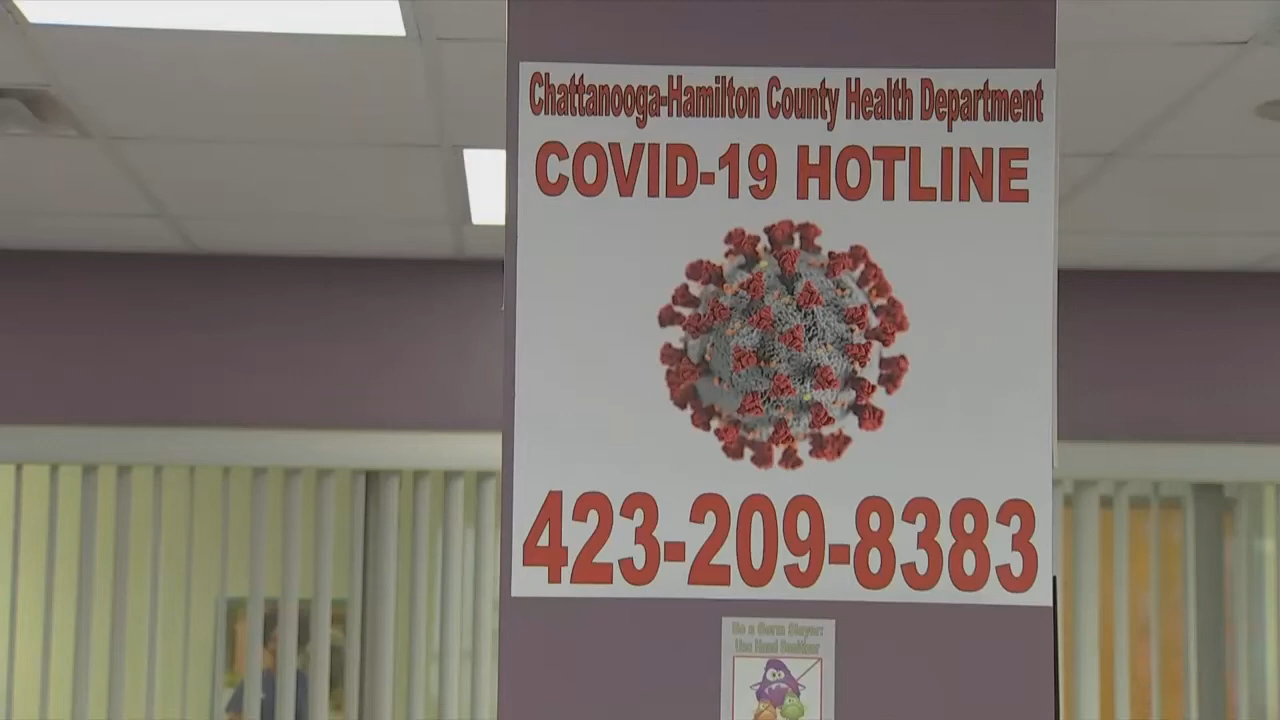 Chattanooga-Hamilton County Health Department
COVID-19 HOTLINE
423-209-8383
Be a Germ Slayer:
Use Hand Sanitizer